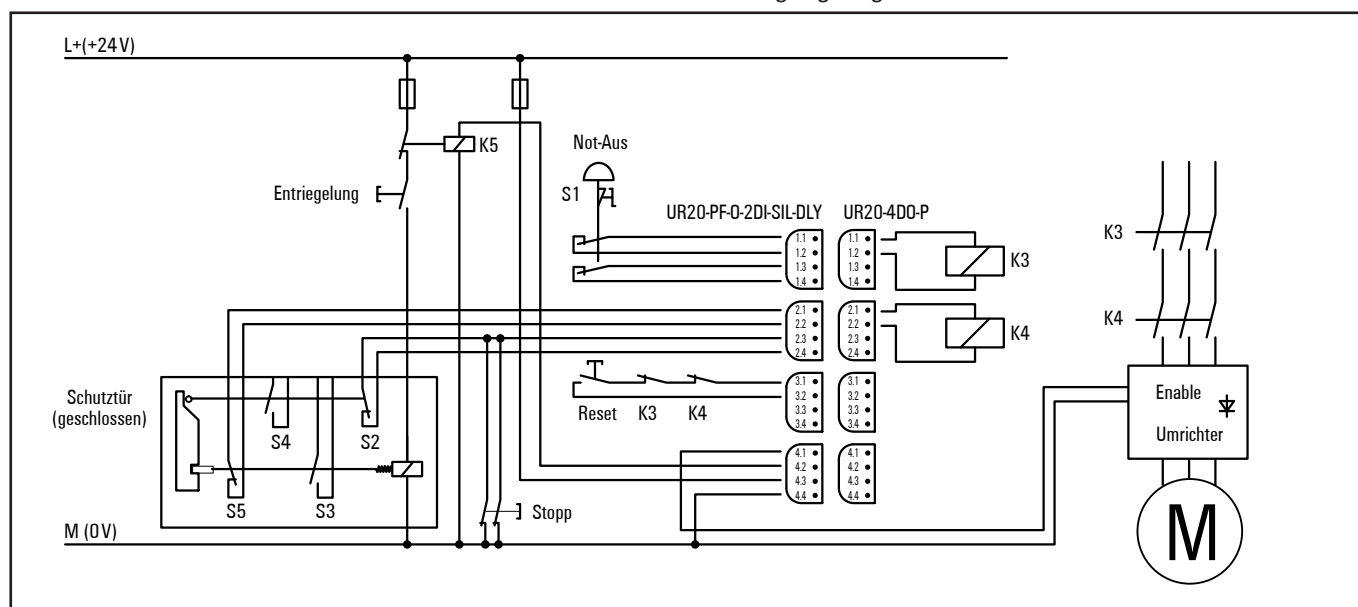 L+(+24V)
K5
Not-Aus
Entriegelung
S1
UR20-PF-O-2DI-SIL-DLY
UR20-4DO-P
1.1
1.2
1.3
1.4
1.1
1.2
1.3
1.4
K3
K3
2.1
2.2
2.3
2.4
2.1
2.2
2.3
2.4
K4
K4
Schutztür
(geschlossen)
S4
S2
S5
S3
Reset
K3
K4
3.1
3.2
3.3
3.4
3.1
3.2
3.3
3.4
Enable
Umrichter
4.1
4.2
4.3
4.4
4.1
4.2
4.3
4.4
Stopp
M
M (0V)